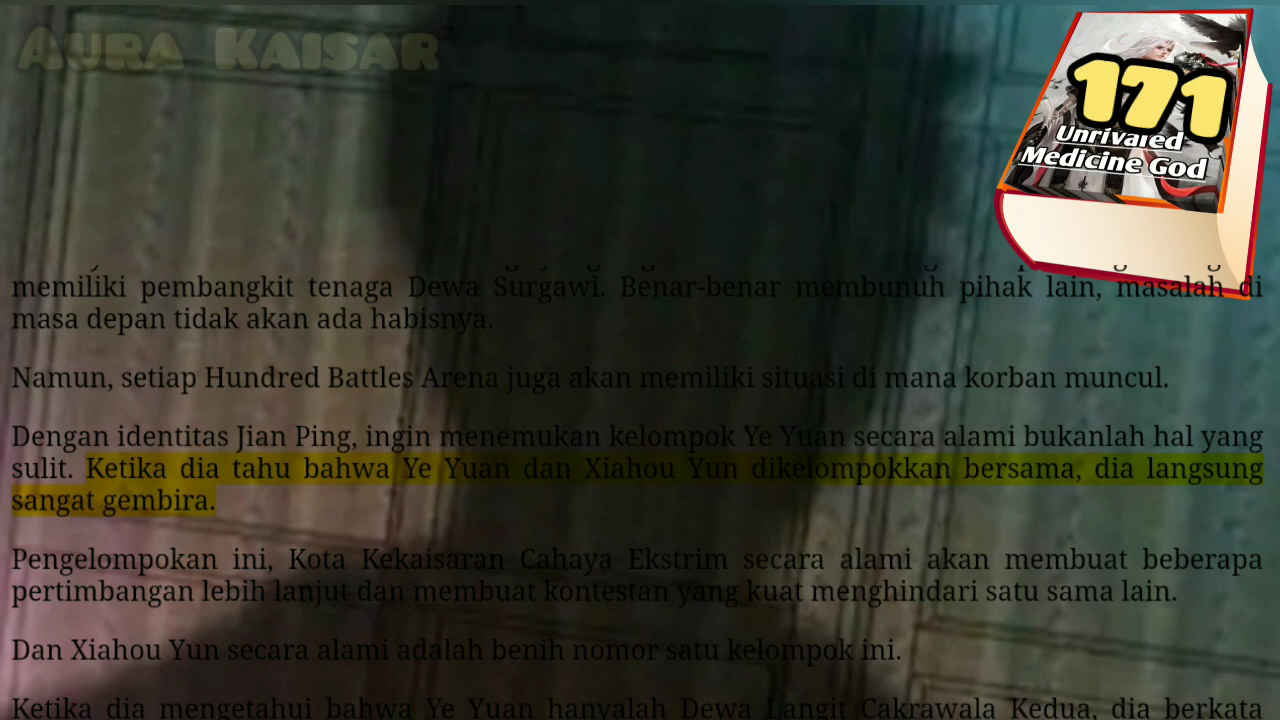 AURA KAISAR
171
Unrivaled
Medicine God
memiliki pembangkit tenaga Dewa Surgawi. Benar-benar membunuh pihak lain, masalah di
masa depan tidak akan ada habisnya.
Namun, setiap Hundred Battles Arena juga akan memiliki situasi di mana korban muncul.
Dengan identitas Jian Ping, ingin menemukan kelompok Ye Yuan secara alami bukanlah hal yang
sulit. Ketika dia tahu bahwa Ye Yuan dan Xiahou Yun dikelompokkan bersama, dia langsung
sangat gembira.
Pengelompokan ini, Kota Kekaisaran Cahaya Ekstrim secara alami akan membuat beberapa
pertimbangan lebih lanjut dan membuat kontestan yang kuat menghindari satu sama lain.
Dan Xiahou Yun secara alami adalah benih nomor satu kelompok ini.
Ketika dia mengetahui bahwa Ye Yuan hanyalah Dewa Langit Cakrawala Kedua, dia berkata